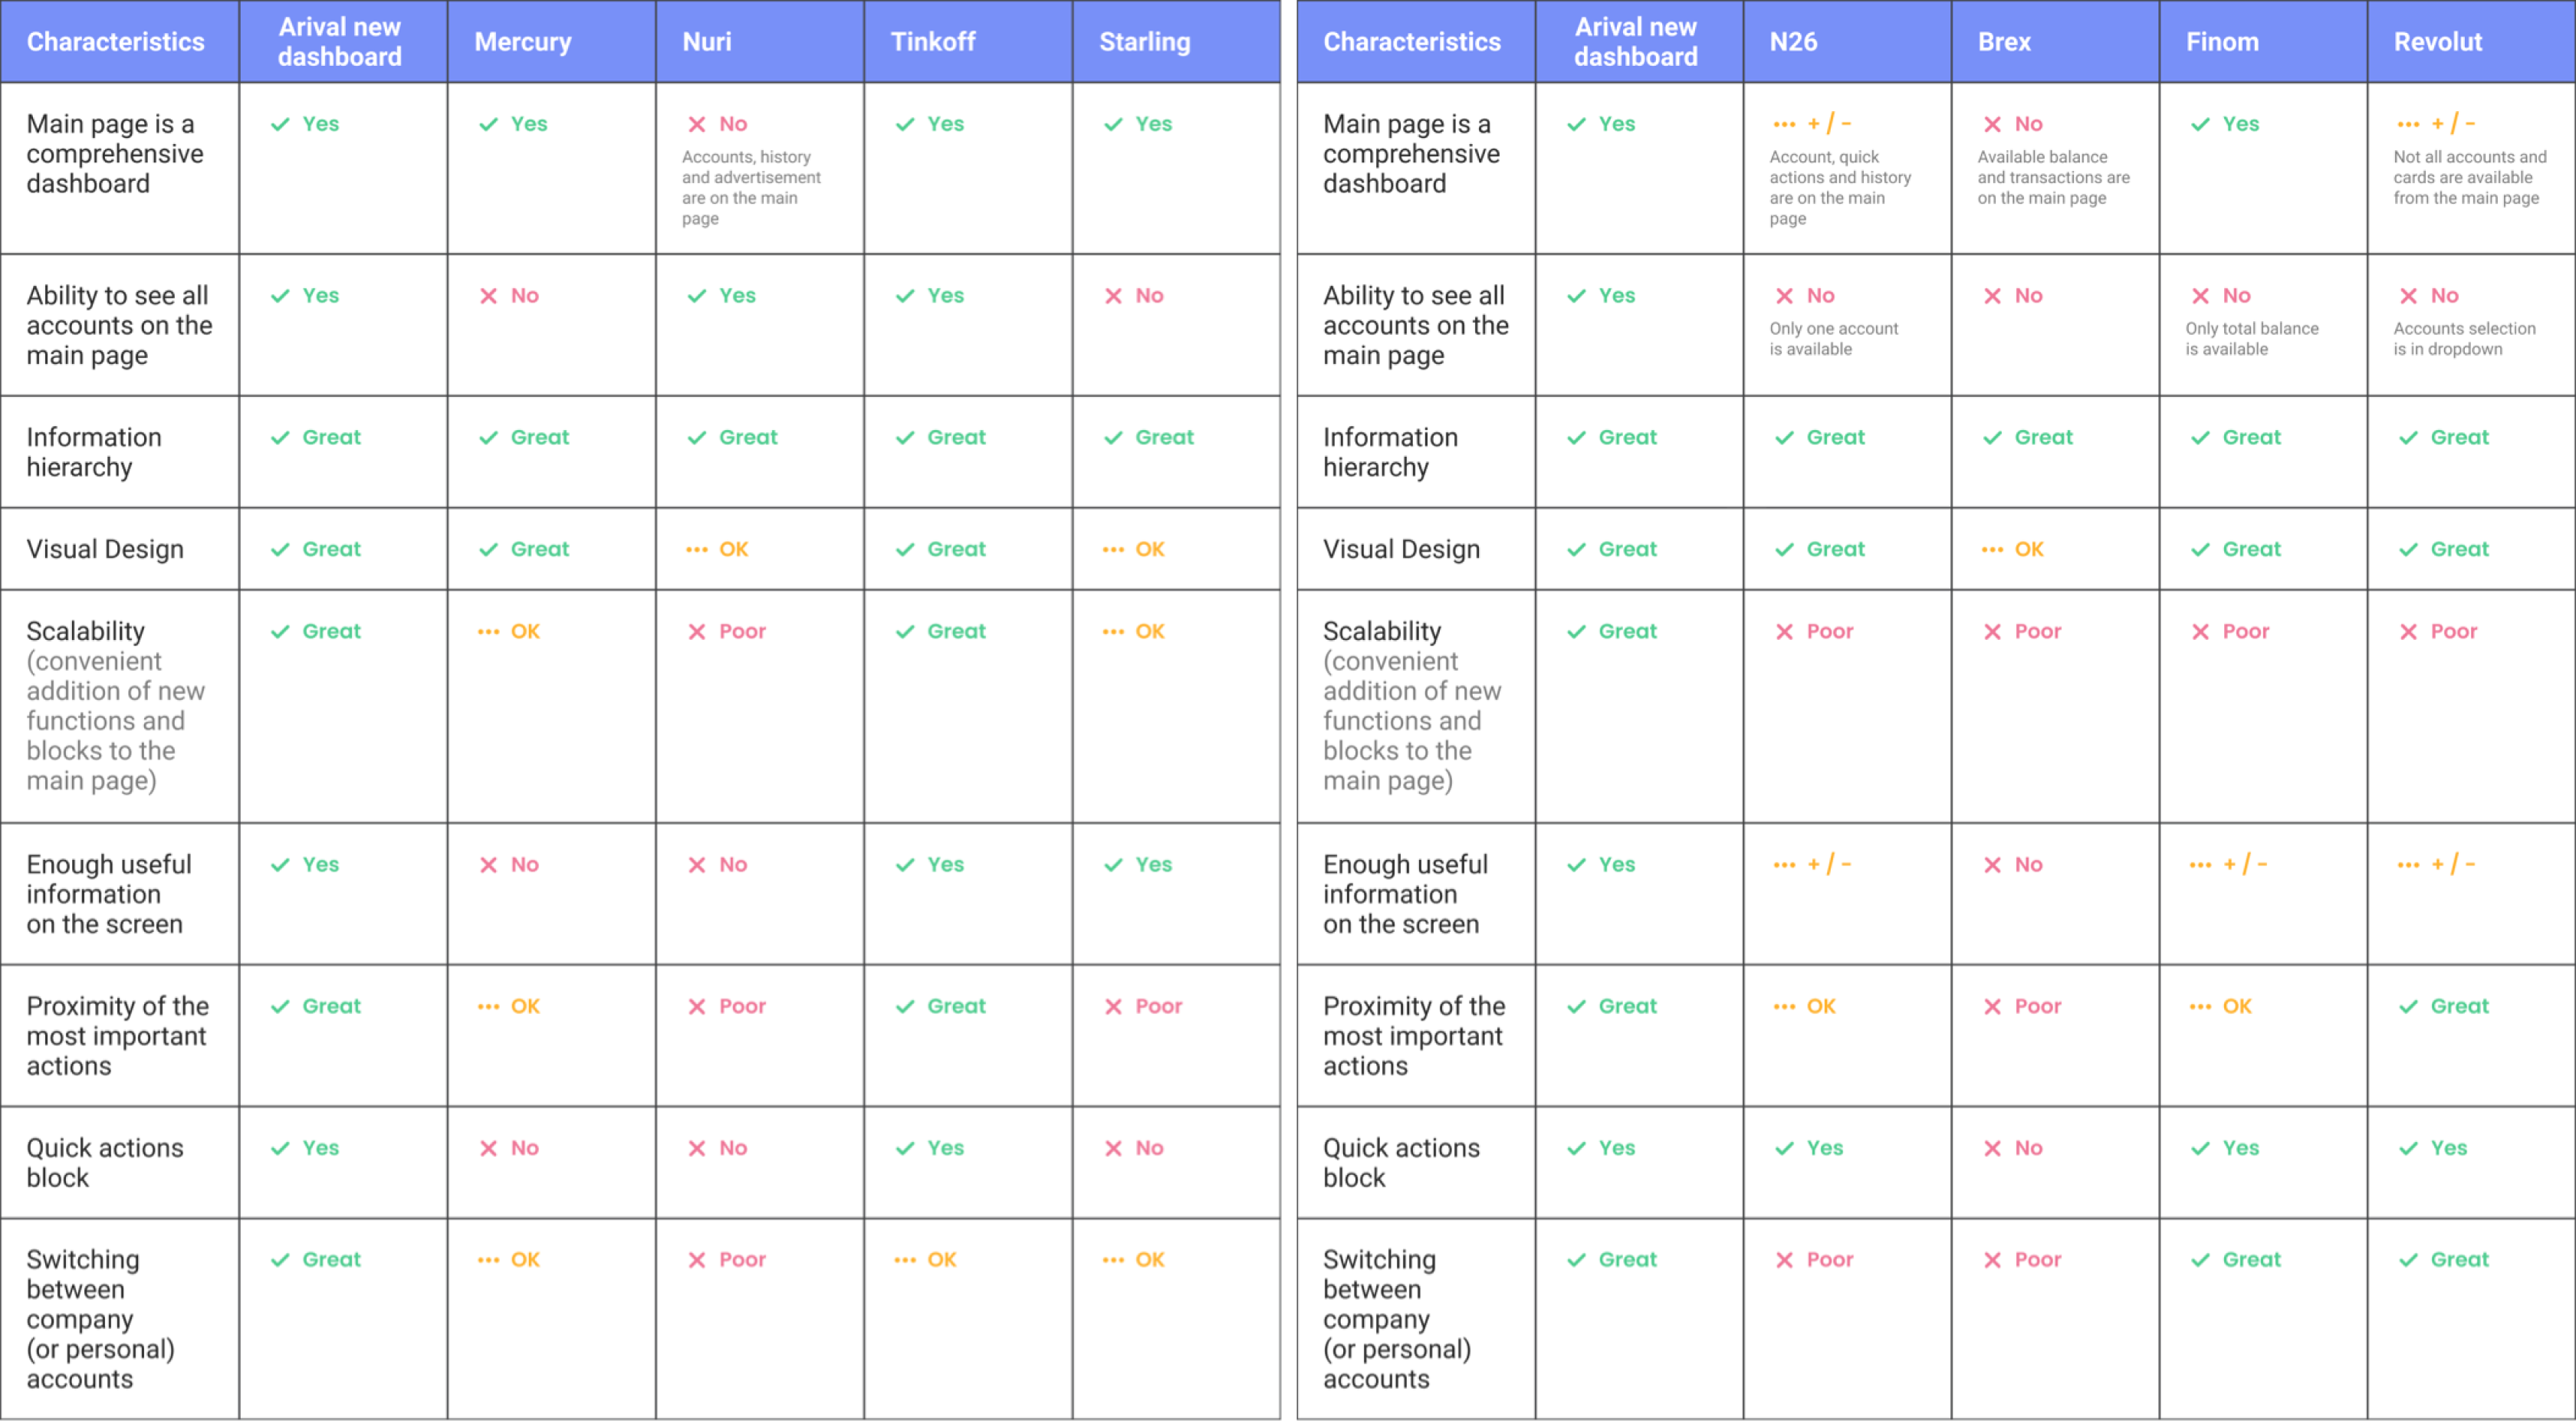 Characteristics Arival new dashboard Mercury Nuri Tinkoff Starling
Main page is a comprehensive dashboard Yes Yes No Accounts, history and advertisement are on the main page Yes Yes
Ability to see all accounts on the main page Yes No Yes Yes No
Information hierarchy Great Great Great Great Great
Visual Design Great Great OK Great OK
Scalability (convenient addition of new functions and blocks to the main page) Great OK Poor Great OK
Enough useful information on the screen Yes No No Yes Yes
Proximity of the most important actions Great OK Poor Great Poor
Quick actions block Yes No No Yes No
Switching between company (or personal) accounts Great OK Poor OK OK
Characteristics Arival new dashboard N26 Brex Finom Revolut
Main page is a comprehensive dashboard Yes + / - Account, quick actions and history are on the main page No Available balance and transactions are on the main page Yes + / - Not all accounts and cards are available from the main page
Ability to see all accounts on the main page Yes No Only one account is available No No Only total balance is available No Accounts selection is in dropdown
Information hierarchy Great Great Great Great Great
Visual Design Great Great OK Great Great
Scalability (convenient addition of new functions and blocks to the main page) Great Poor Poor Poor Poor
Enough useful information on the screen Yes + / - No + / - + / -
Proximity of the most important actions Great OK Poor OK Great
Quick actions block Yes Yes No Yes Yes
Switching between company (or personal) accounts Great Poor Poor Great Great